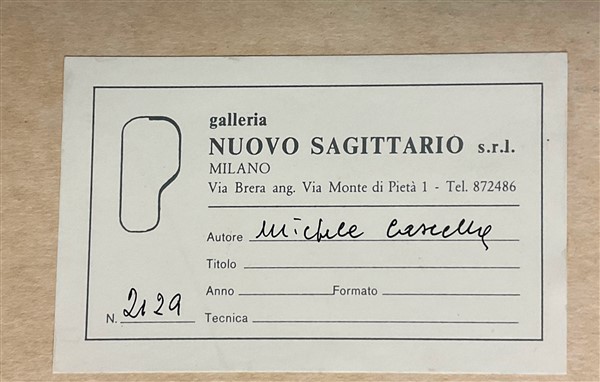 galleria
NUOVO SAGITTARIO s.r.l.
MILANO
Via Brera ang. Via Monte di Pietà 1 - Tel. 872486
Autore Michele Cascella
Titolo
Anno Formato
N. 2129 Tecnica